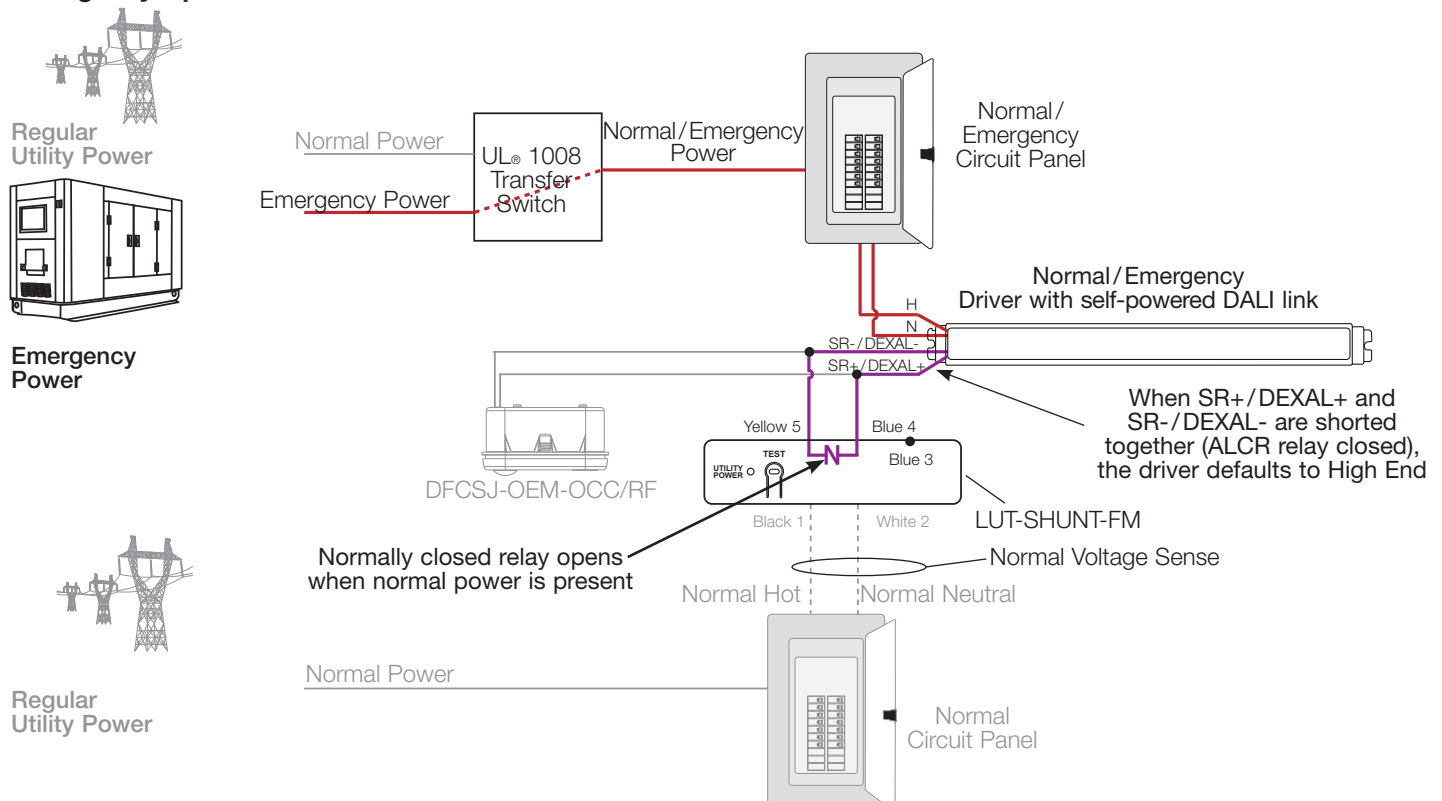 Regular
Utility Power
Emergency
Power
Normal Power
Emergency Power
UL® 1008
Transfer
Switch
Normal/Emergency
Power
Normal/
Emergency
Circuit Panel
Normal/Emergency
Driver with self-powered DALI link
H
N
SR-/DEXAL-
SR+/DEXAL+
When SR+/DEXAL+ and
SR-/DEXAL- are shorted
together (ALCR relay closed),
the driver defaults to High End
DFCSJ-OEM-OCC/RF
Yellow 5
Blue 4
Blue 3
UTILITY
POWER
TEST
N
Black 1
White 2
LUT-SHUNT-FM
Normal Voltage Sense
Normally closed relay opens
when normal power is present
Normal Hot
Normal Neutral
Regular
Utility Power
Normal Power
Normal
Circuit Panel